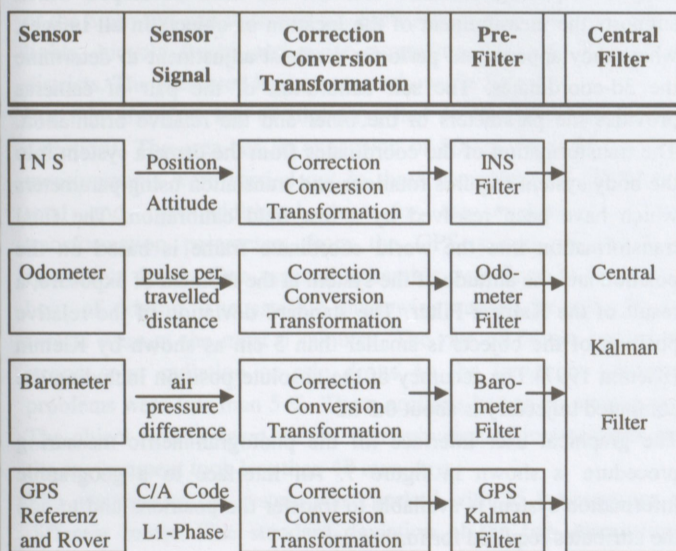 Sensor
Sensor Signal
Correction Conversion Transformation
Pre-Filter
Central Filter
INS
Position
Attitude
Correction
Conversion
Transformation
INS
Filter
Odometer
pulse per
travelled
distance
Correction
Conversion
Transformation
Odo-
meter
Filter
Central
Kalman
Filter
Barometer
air
pressure
difference
Correction
Conversion
Transformation
Baro-
meter
Filter
GPS
Referenz
and Rover
C/A Code
L1-Phase
Correction
Conversion
Transformation
GPS
Kalman
Filter